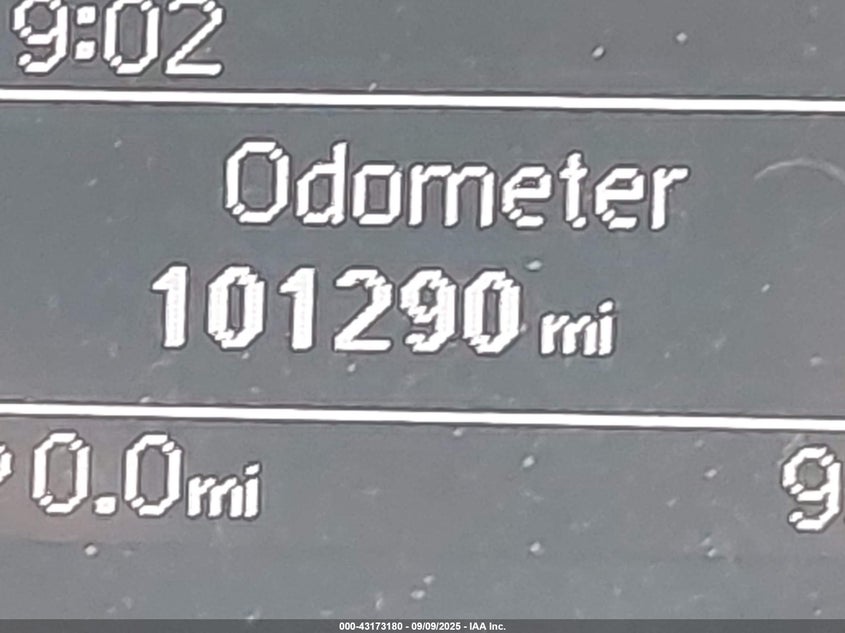 9:02
Odometer
101290 mi
0.0 mi
000-43173180 - 09/09/2025 - IAA Inc.